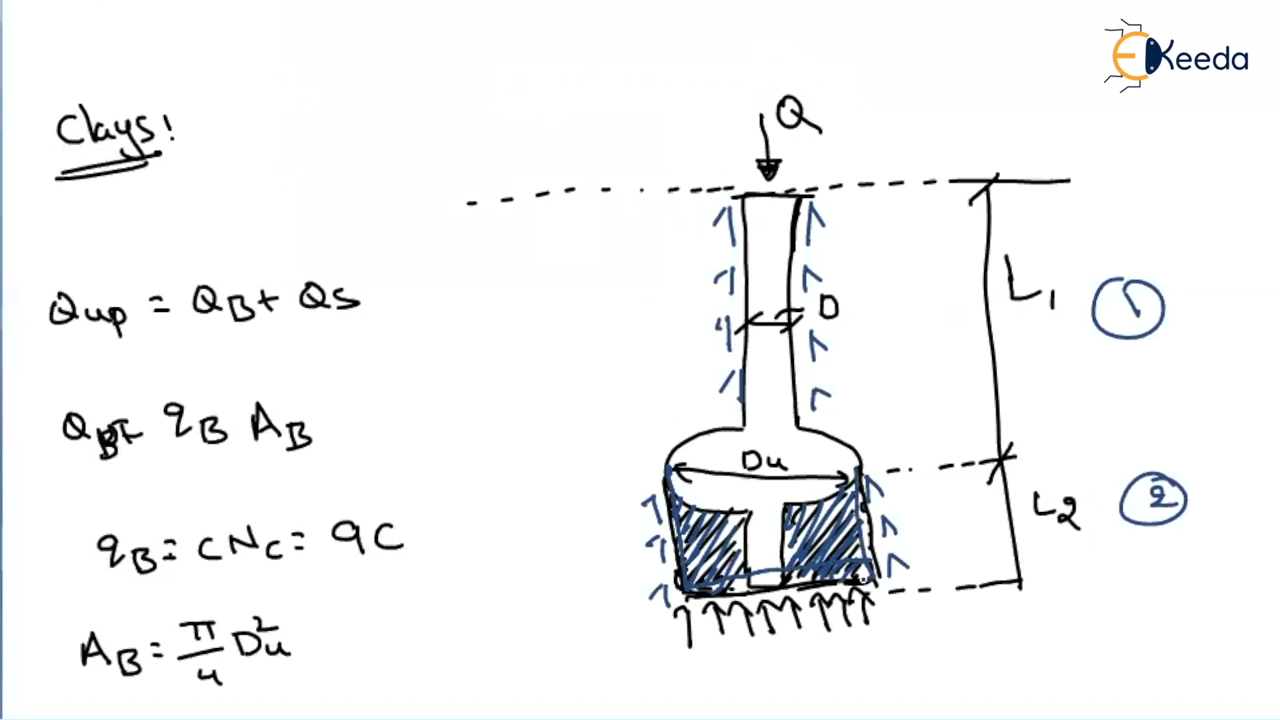 EKeeda
Clays!
Q
D
L₁
①
Qup = QB + Qs
QB = qB AB
Du
L₂
②
qB = cNc = 9C
AB = π/4 Du²